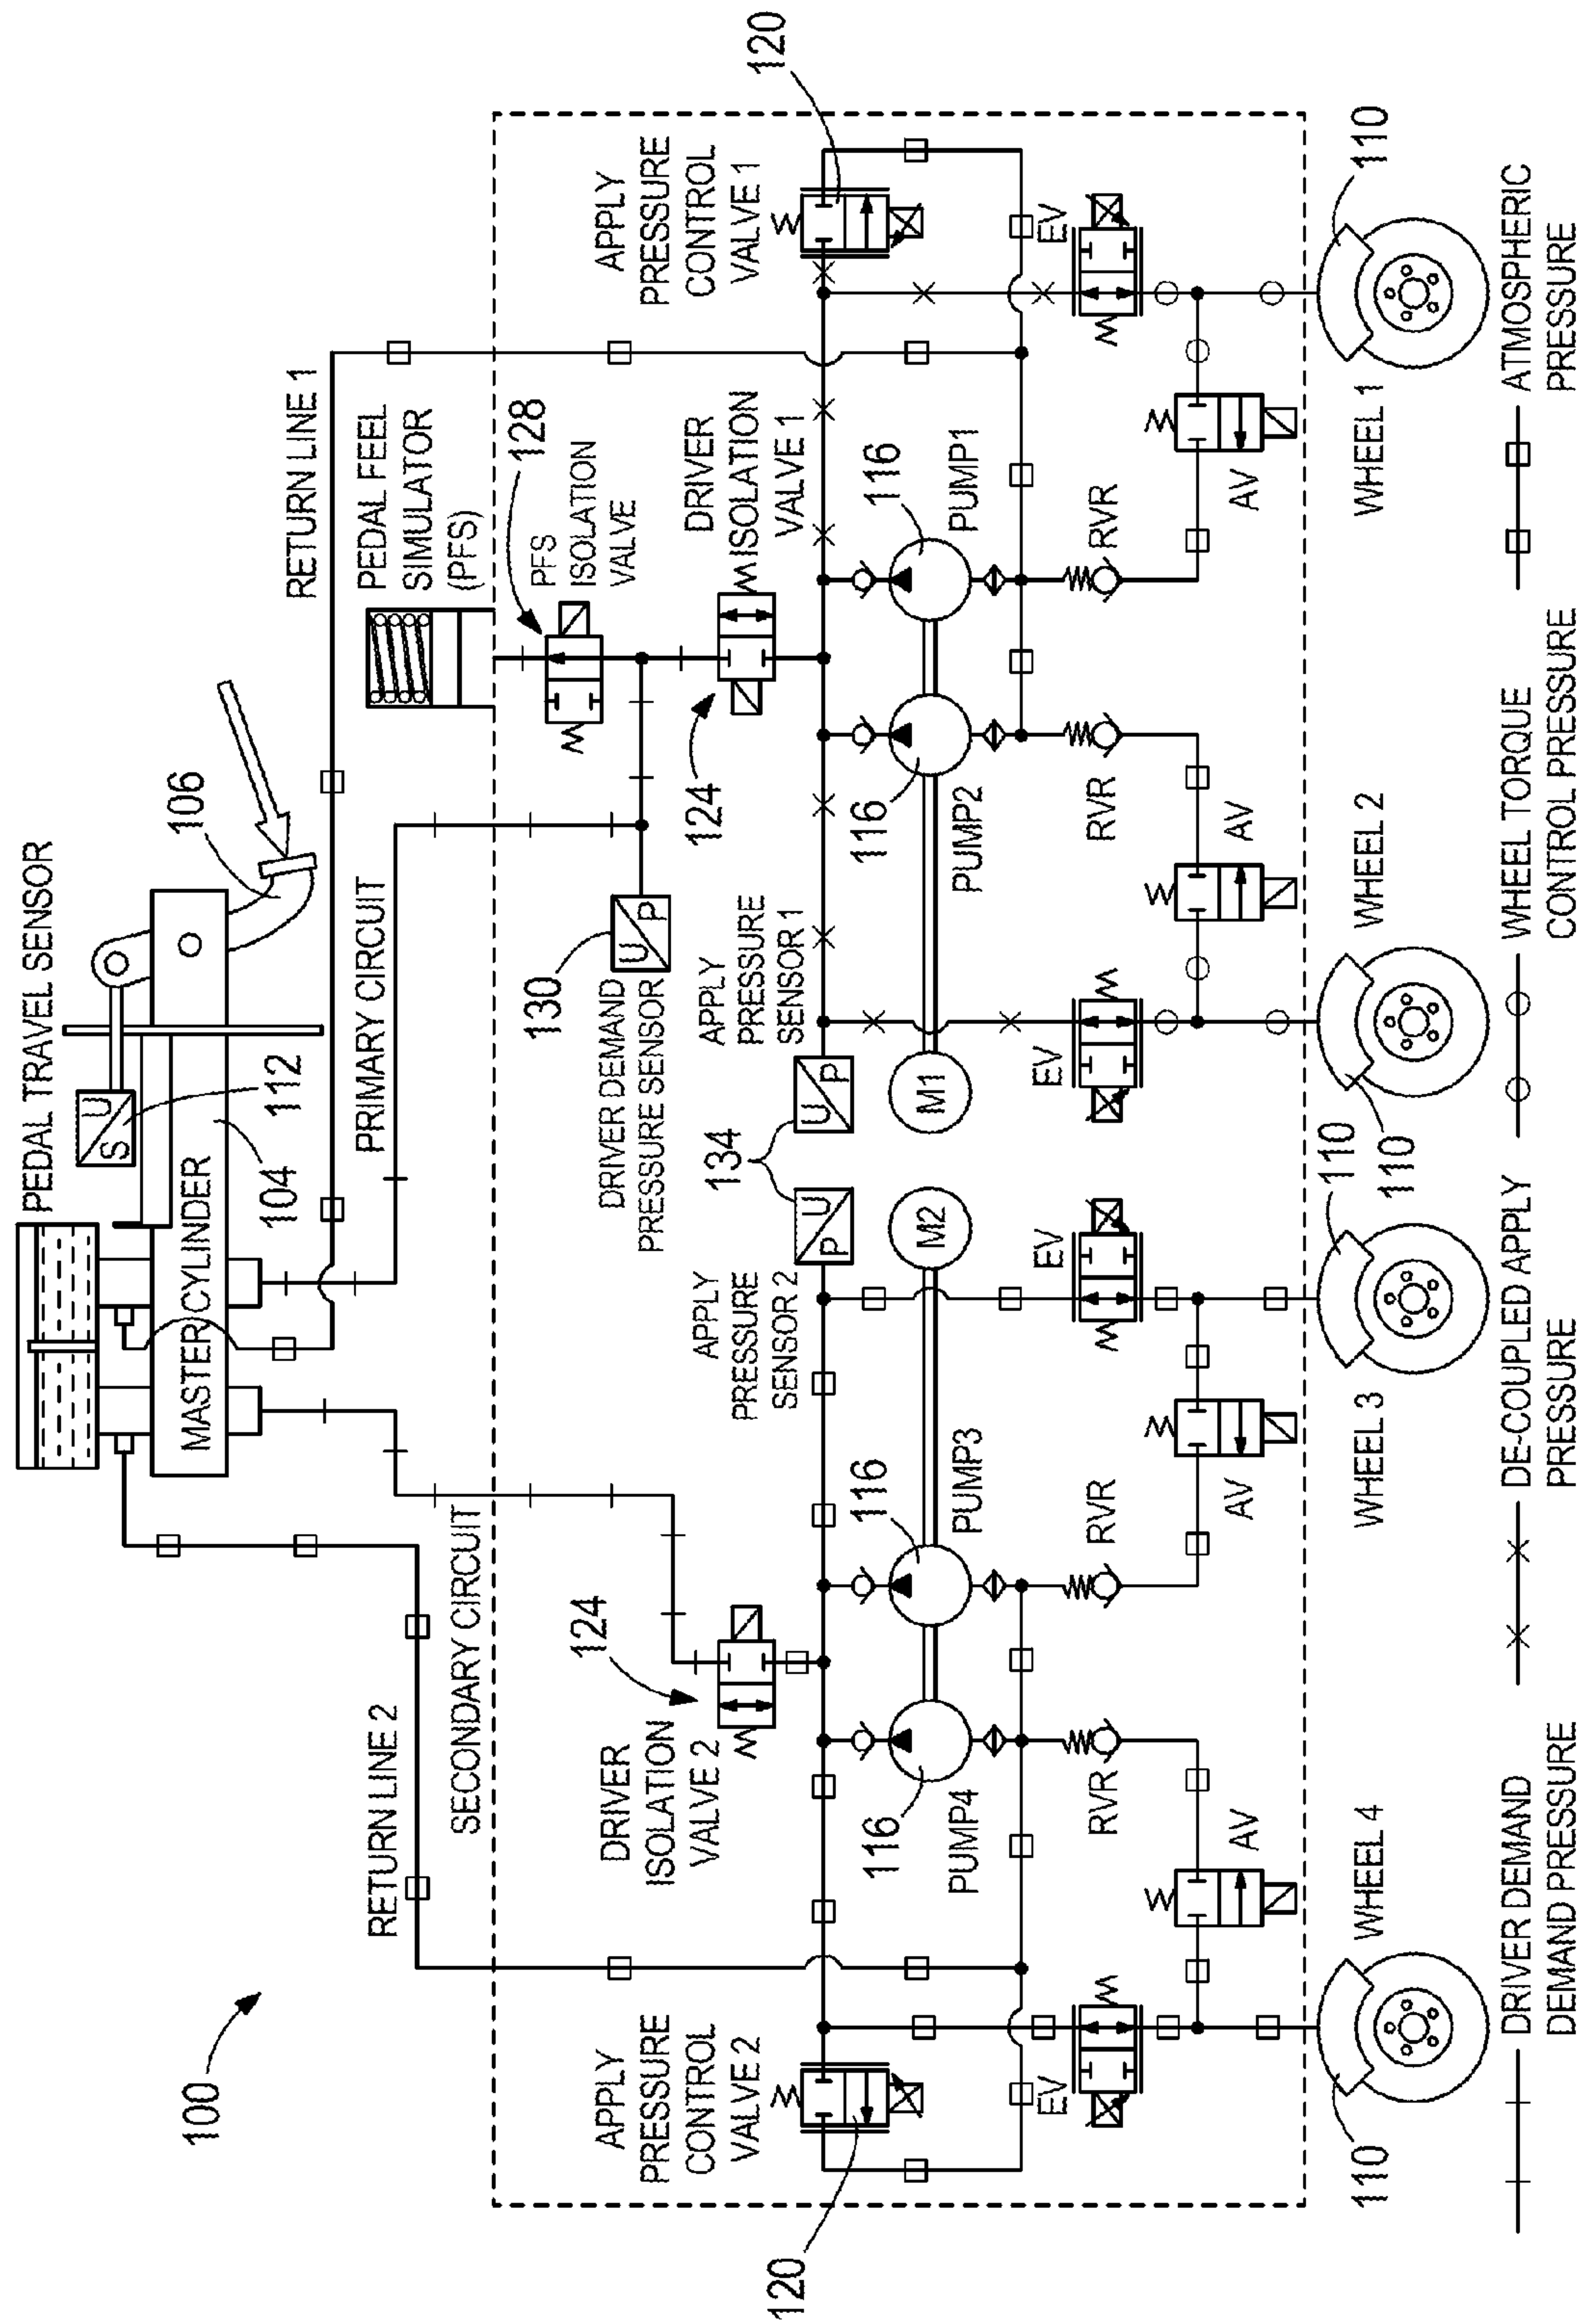 100
PEDAL TRAVEL SENSOR
S
U
112
104
106
MASTER CYLINDER
RETURN LINE 2
SECONDARY CIRCUIT
PRIMARY CIRCUIT
RETURN LINE 1
PEDAL FEEL
SIMULATOR
(PFS)
128
PFS
ISOLATION
VALVE
APPLY
PRESSURE
CONTROL
VALVE 2
120
DRIVER
ISOLATION
VALVE 2
124
130
U
P
DRIVER DEMAND
PRESSURE SENSOR
124
DRIVER
ISOLATION
VALVE 1
APPLY
PRESSURE
CONTROL
VALVE 1
120
APPLY
PRESSURE
SENSOR 2
P
U
134
U
P
APPLY
PRESSURE
SENSOR 1
116
PUMP4
116
PUMP3
M2
M1
116
PUMP2
116
PUMP1
EV
EV
EV
EV
RVR
RVR
RVR
RVR
AV
AV
AV
AV
110
WHEEL 4
WHEEL 3
110
110
WHEEL 2
WHEEL 1
110
DRIVER DEMAND
DEMAND PRESSURE
DE-COUPLED APPLY
PRESSURE
WHEEL TORQUE
CONTROL PRESSURE
ATMOSPHERIC
PRESSURE